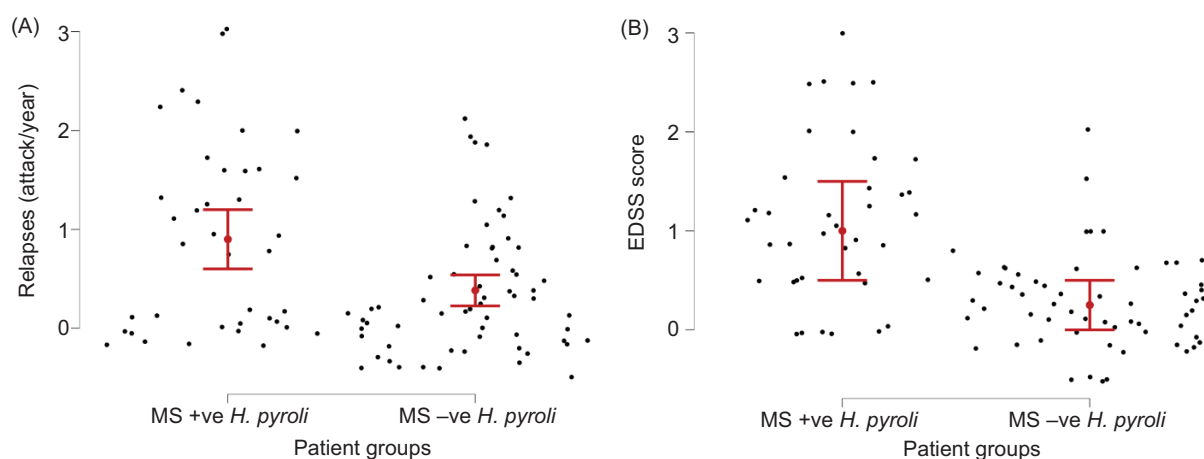 (A)
Relapses (attack/year)
3
2
1
0
MS +ve H. pyroli
MS –ve H. pyroli
Patient groups
(B)
EDSS score
3
2
1
0
MS +ve H. pyroli
MS –ve H. pyroli
Patient groups